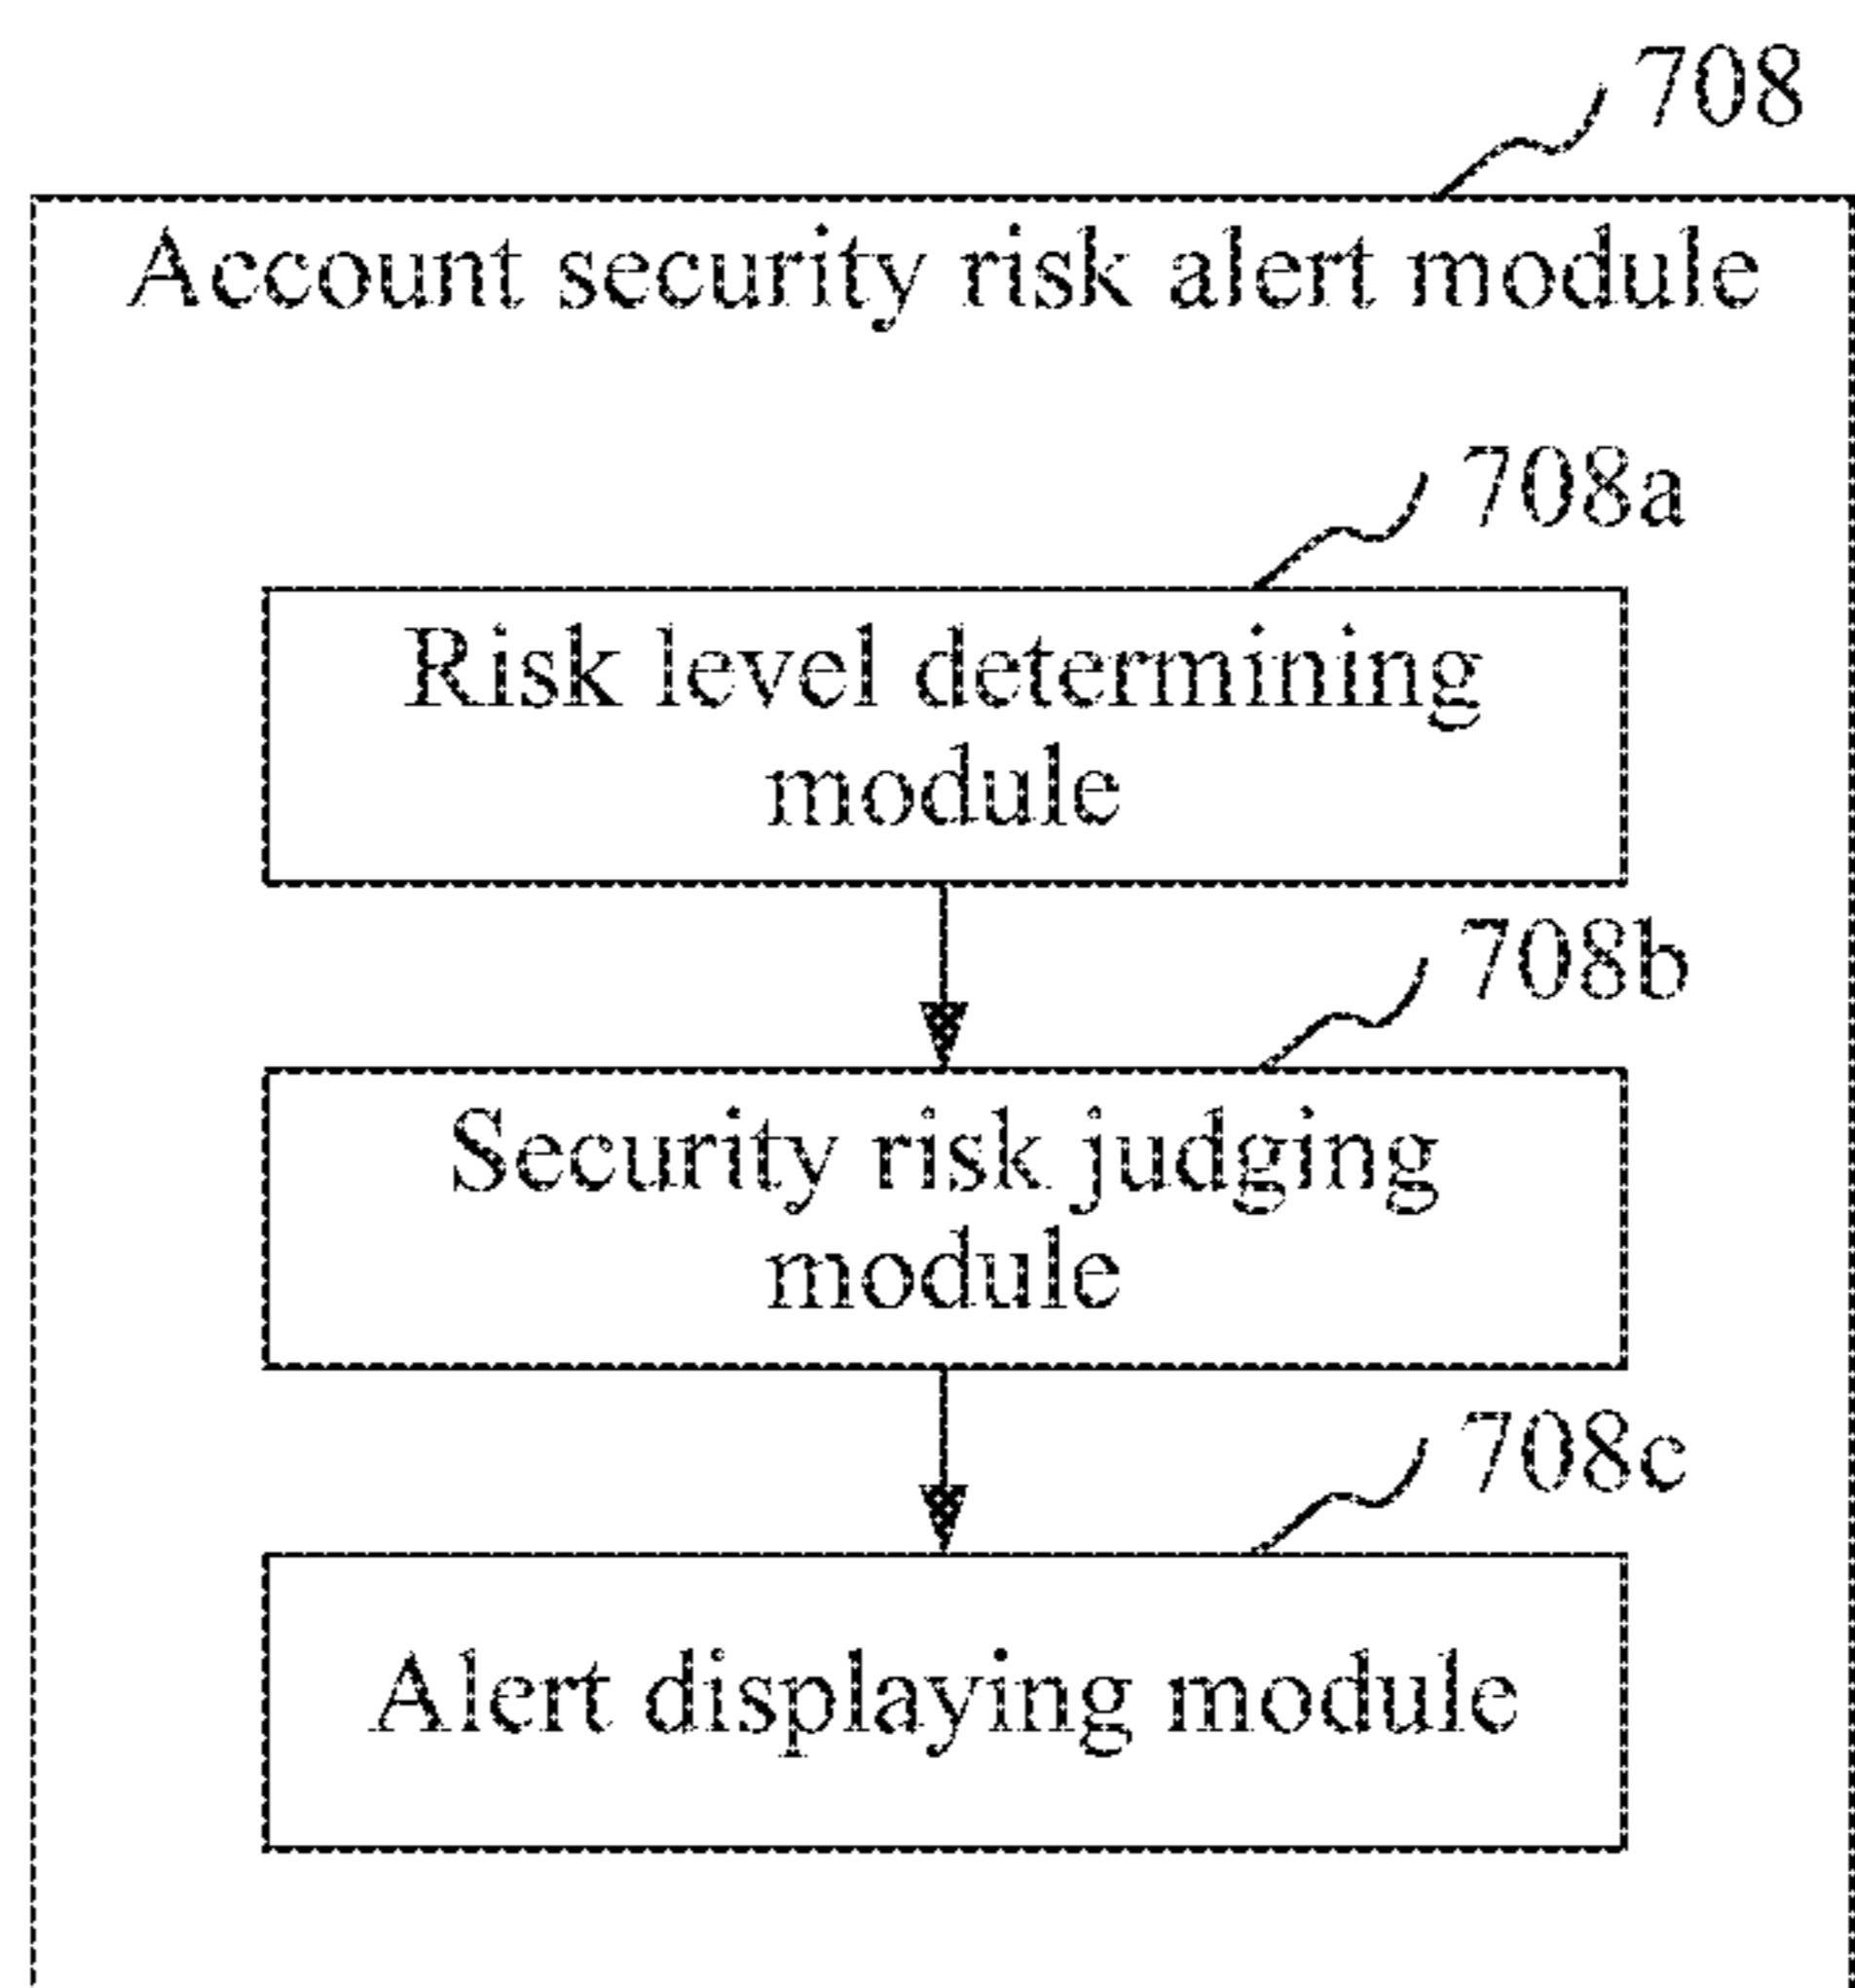 708
Account security risk alert module
708a
Risk level determining
module
708b
Security risk judging
module
708c
Alert displaying module